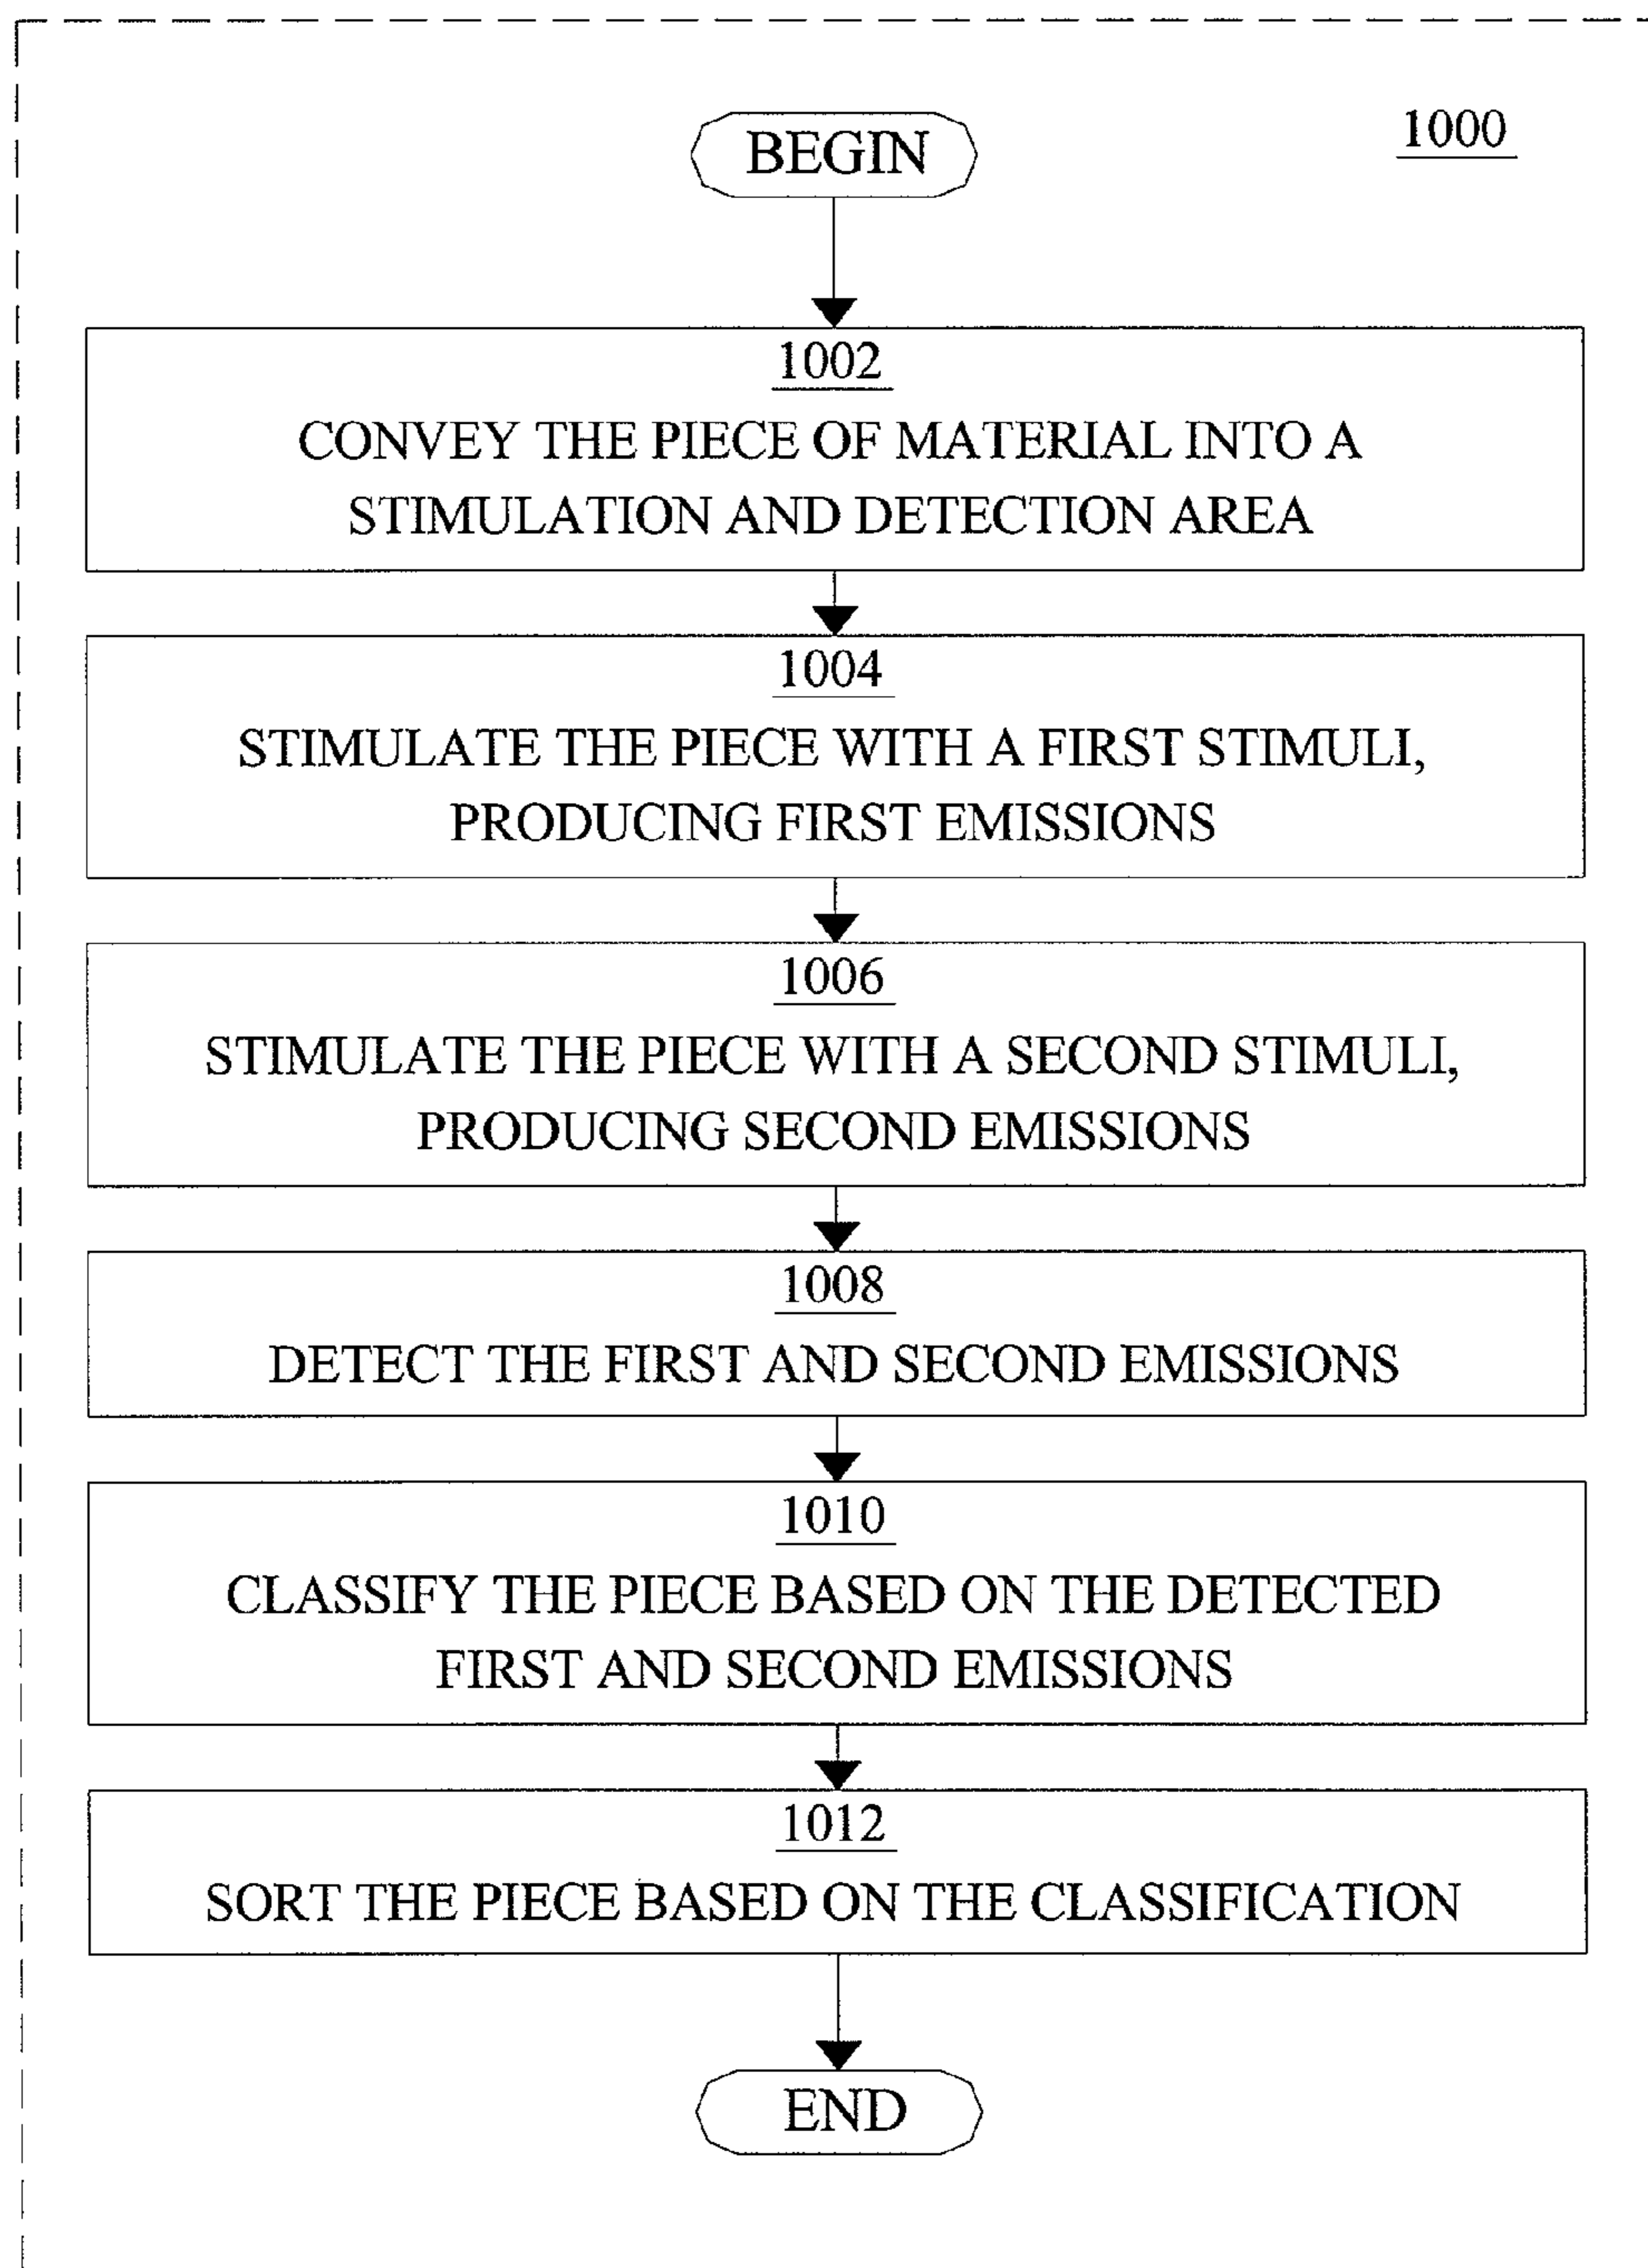 BEGIN
1000
1002
CONVEY THE PIECE OF MATERIAL INTO A
STIMULATION AND DETECTION AREA
1004
STIMULATE THE PIECE WITH A FIRST STIMULI,
PRODUCING FIRST EMISSIONS
1006
STIMULATE THE PIECE WITH A SECOND STIMULI,
PRODUCING SECOND EMISSIONS
1008
DETECT THE FIRST AND SECOND EMISSIONS
1010
CLASSIFY THE PIECE BASED ON THE DETECTED
FIRST AND SECOND EMISSIONS
1012
SORT THE PIECE BASED ON THE CLASSIFICATION
END